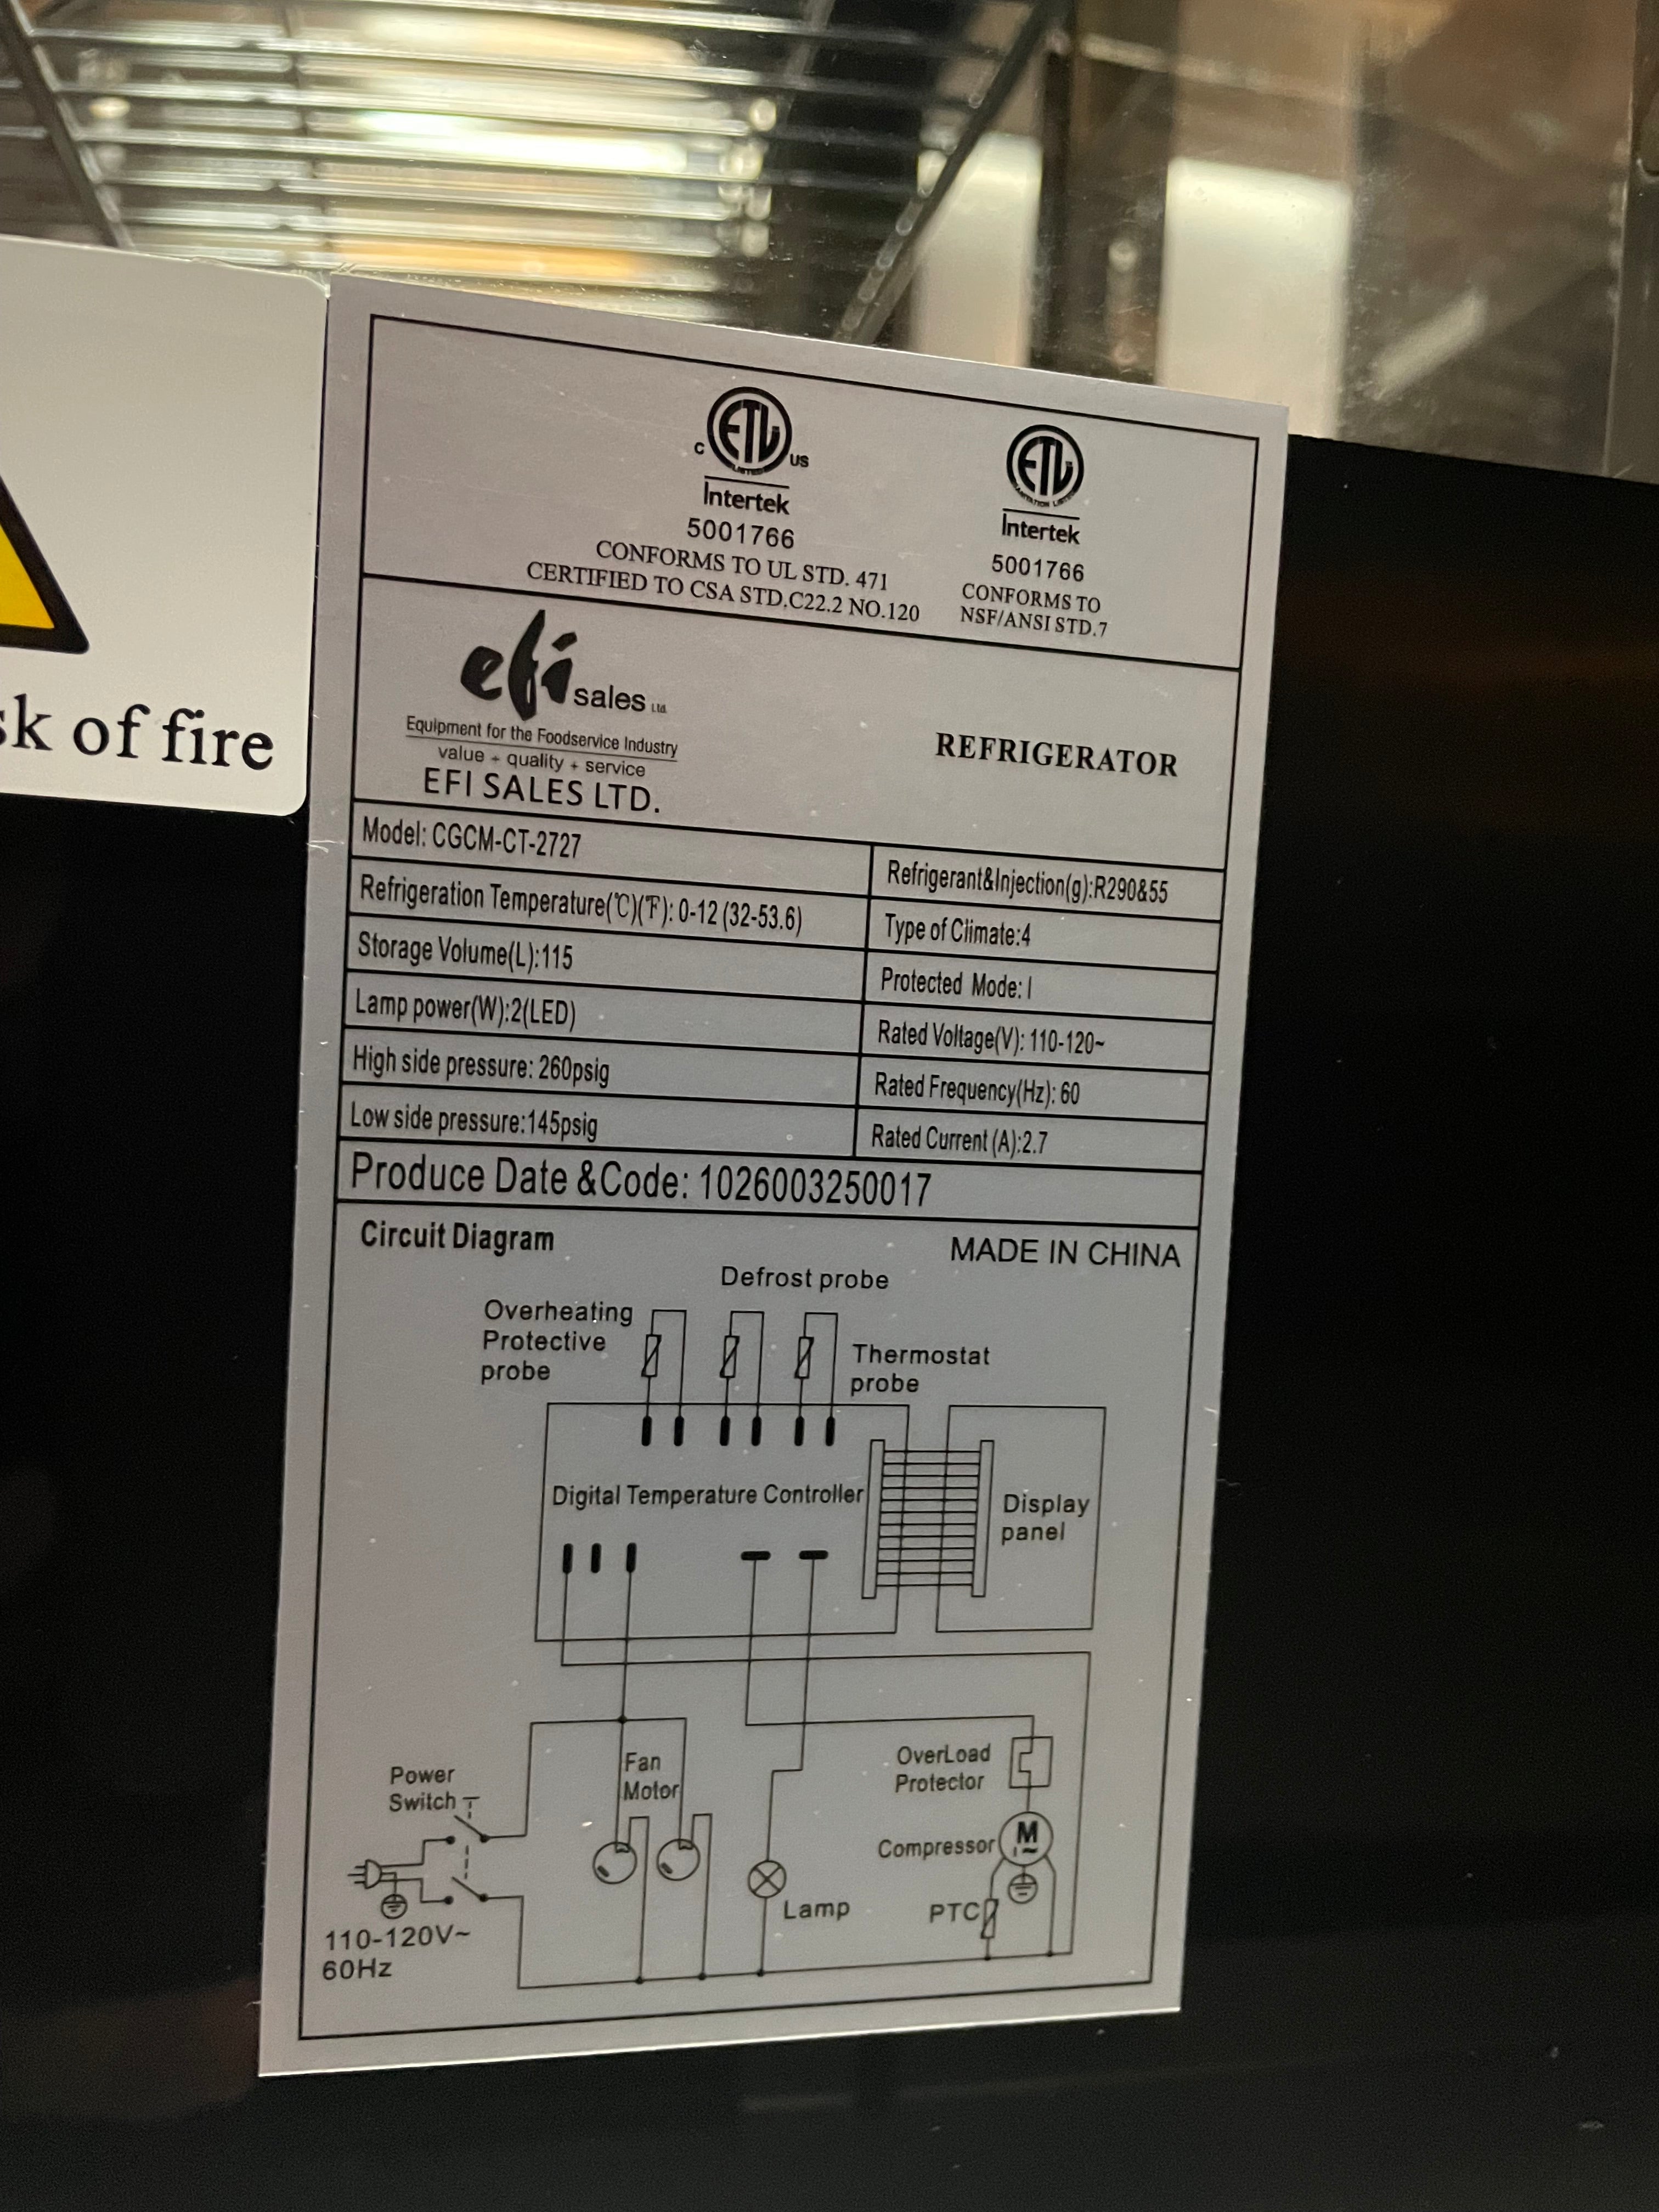 sk of fire
ETL LISTED
C US
Intertek
5001766
CONFORMS TO UL STD. 471
CERTIFIED TO CSA STD.C22.2 NO.120
ETL
SANITATION LISTED
Intertek
5001766
CONFORMS TO
NSF/ANSI STD.7
efi sales Ltd.
Equipment for the Foodservice Industry
value + quality + service
EFI SALES LTD.
REFRIGERATOR
Model: CGCM-CT-2727
Refrigerant&Injection(g):R290&55
Refrigeration Temperature(℃)(℉): 0-12 (32-53.6)
Type of Climate:4
Storage Volume(L):115
Protected Mode: I
Lamp power(W):2(LED)
Rated Voltage(V): 110-120~
High side pressure: 260psig
Rated Frequency(Hz): 60
Low side pressure:145psig
Rated Current (A):2.7
Produce Date &Code: 1026003250017
Circuit Diagram
MADE IN CHINA
Defrost probe
Overheating
Protective
probe
Thermostat
probe
Digital Temperature Controller
Display
panel
Power
Switch
Fan
Motor
OverLoad
Protector
Compressor
M
~
PTC
Lamp
110-120V~
60Hz